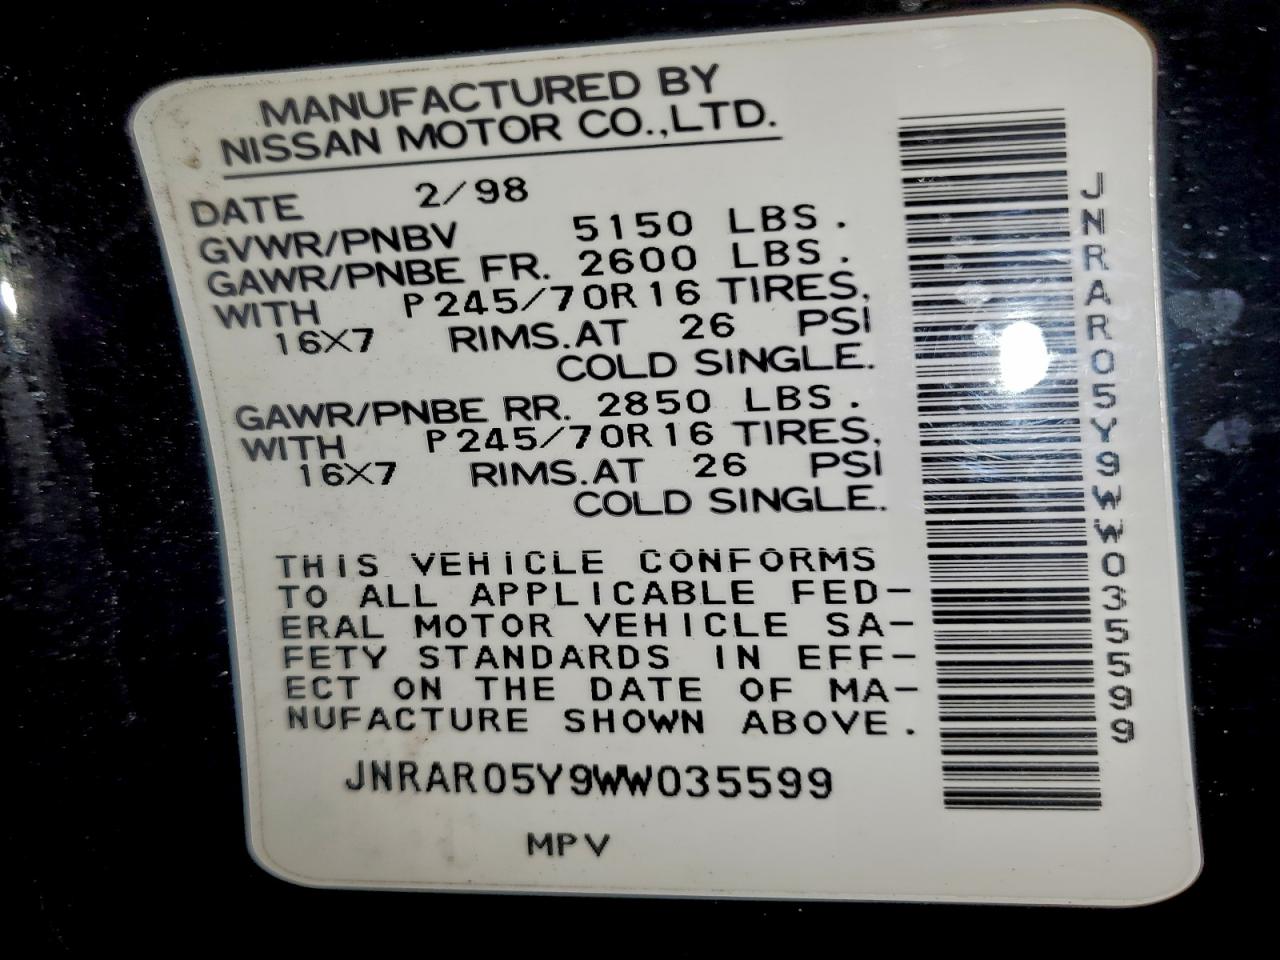 MANUFACTURED BY
NISSAN MOTOR CO.,LTD.
DATE 2/98
GVWR/PNBV 5150 LBS.
GAWR/PNBE FR. 2600 LBS.
WITH P245/70R16 TIRES,
16X7 RIMS.AT 26 PSI
COLD SINGLE.
GAWR/PNBE RR. 2850 LBS.
WITH P245/70R16 TIRES,
16X7 RIMS.AT 26 PSI
COLD SINGLE.
THIS VEHICLE CONFORMS
TO ALL APPLICABLE FED-
ERAL MOTOR VEHICLE SA-
FETY STANDARDS IN EFF-
ECT ON THE DATE OF MA-
NUFACTURE SHOWN ABOVE.
JNRAR05Y9WW035599
MPV
JNRAR05Y9WW035599